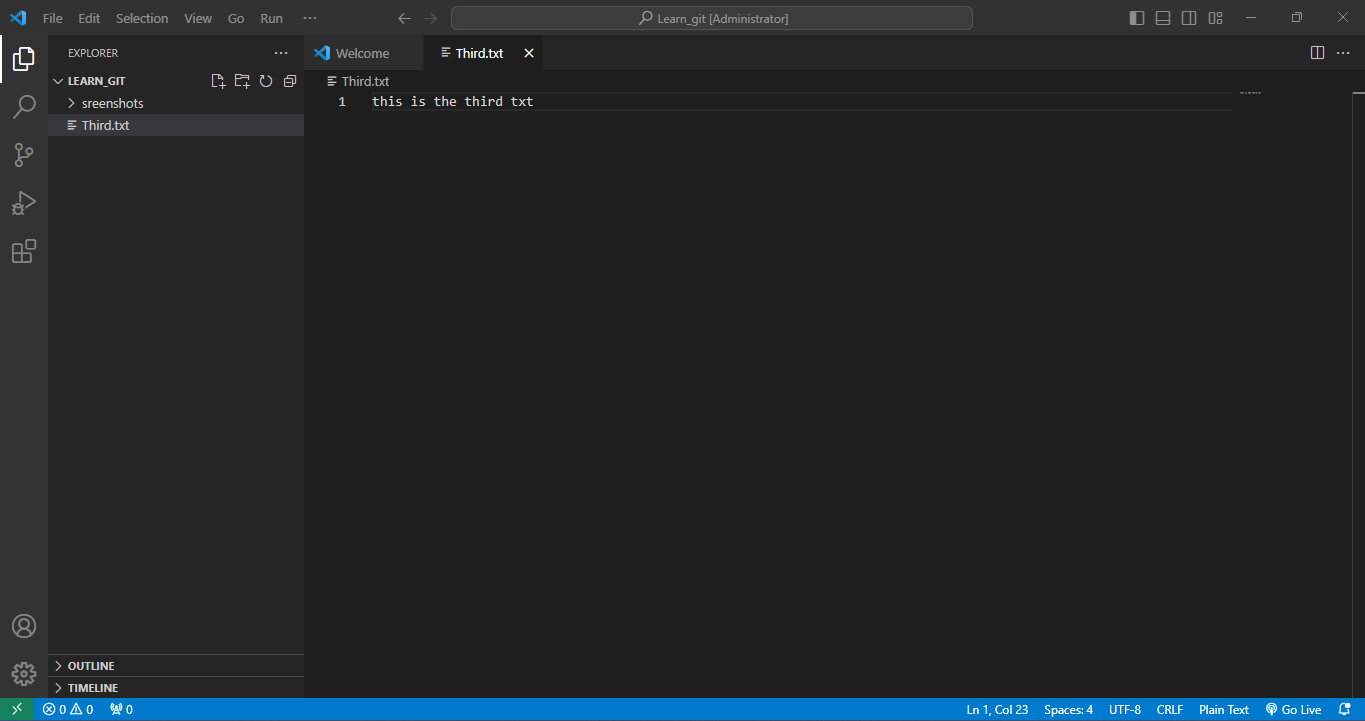 File Edit Selection View Go Run ···
Learn_git [Administrator]
EXPLORER
LEARN_GIT
sreenshots
Third.txt
OUTLINE
TIMELINE
Welcome
Third.txt
Third.txt
1 this is the third txt
0 0 0
Ln 1, Col 23 Spaces: 4 UTF-8 CRLF Plain Text Go Live